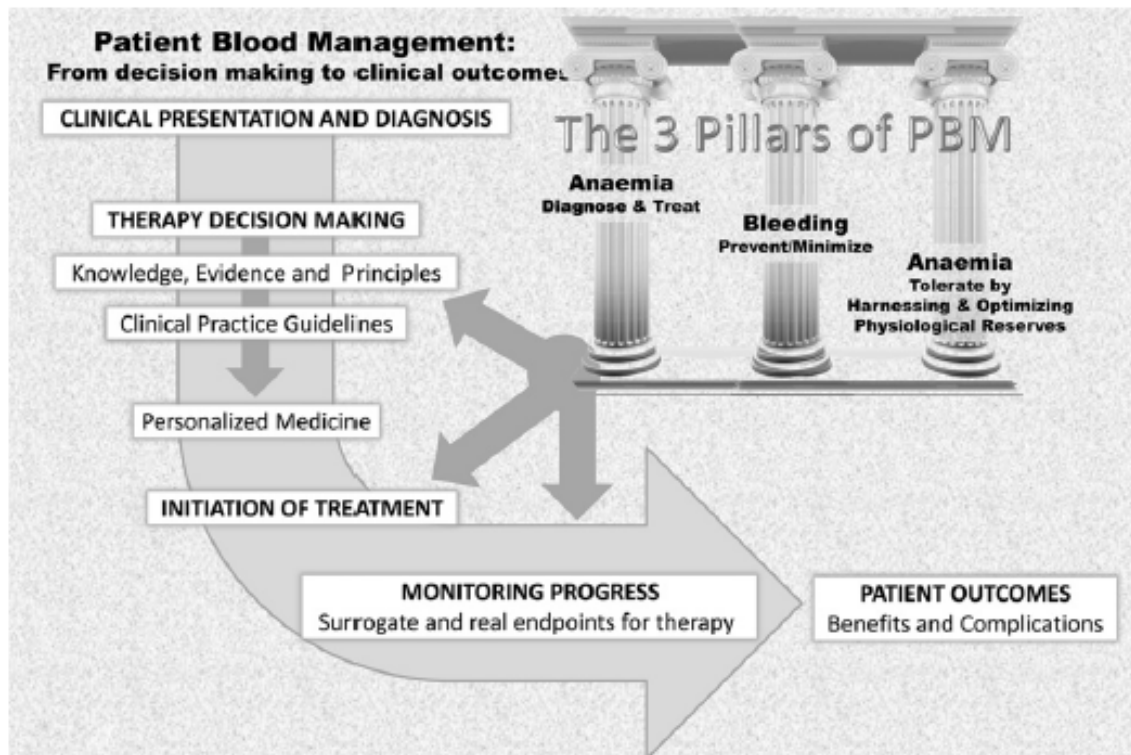 Patient Blood Management:
From decision making to clinical outcomes
CLINICAL PRESENTATION AND DIAGNOSIS
THERAPY DECISION MAKING
Knowledge, Evidence and Principles
Clinical Practice Guidelines
Personalized Medicine
INITIATION OF TREATMENT
MONITORING PROGRESS
Surrogate and real endpoints for therapy
PATIENT OUTCOMES
Benefits and Complications
The 3 Pillars of PBM
Anaemia
Diagnose & Treat
Bleeding
Prevent/Minimize
Anaemia
Tolerate by
Harnessing & Optimizing
Physiological Reserves